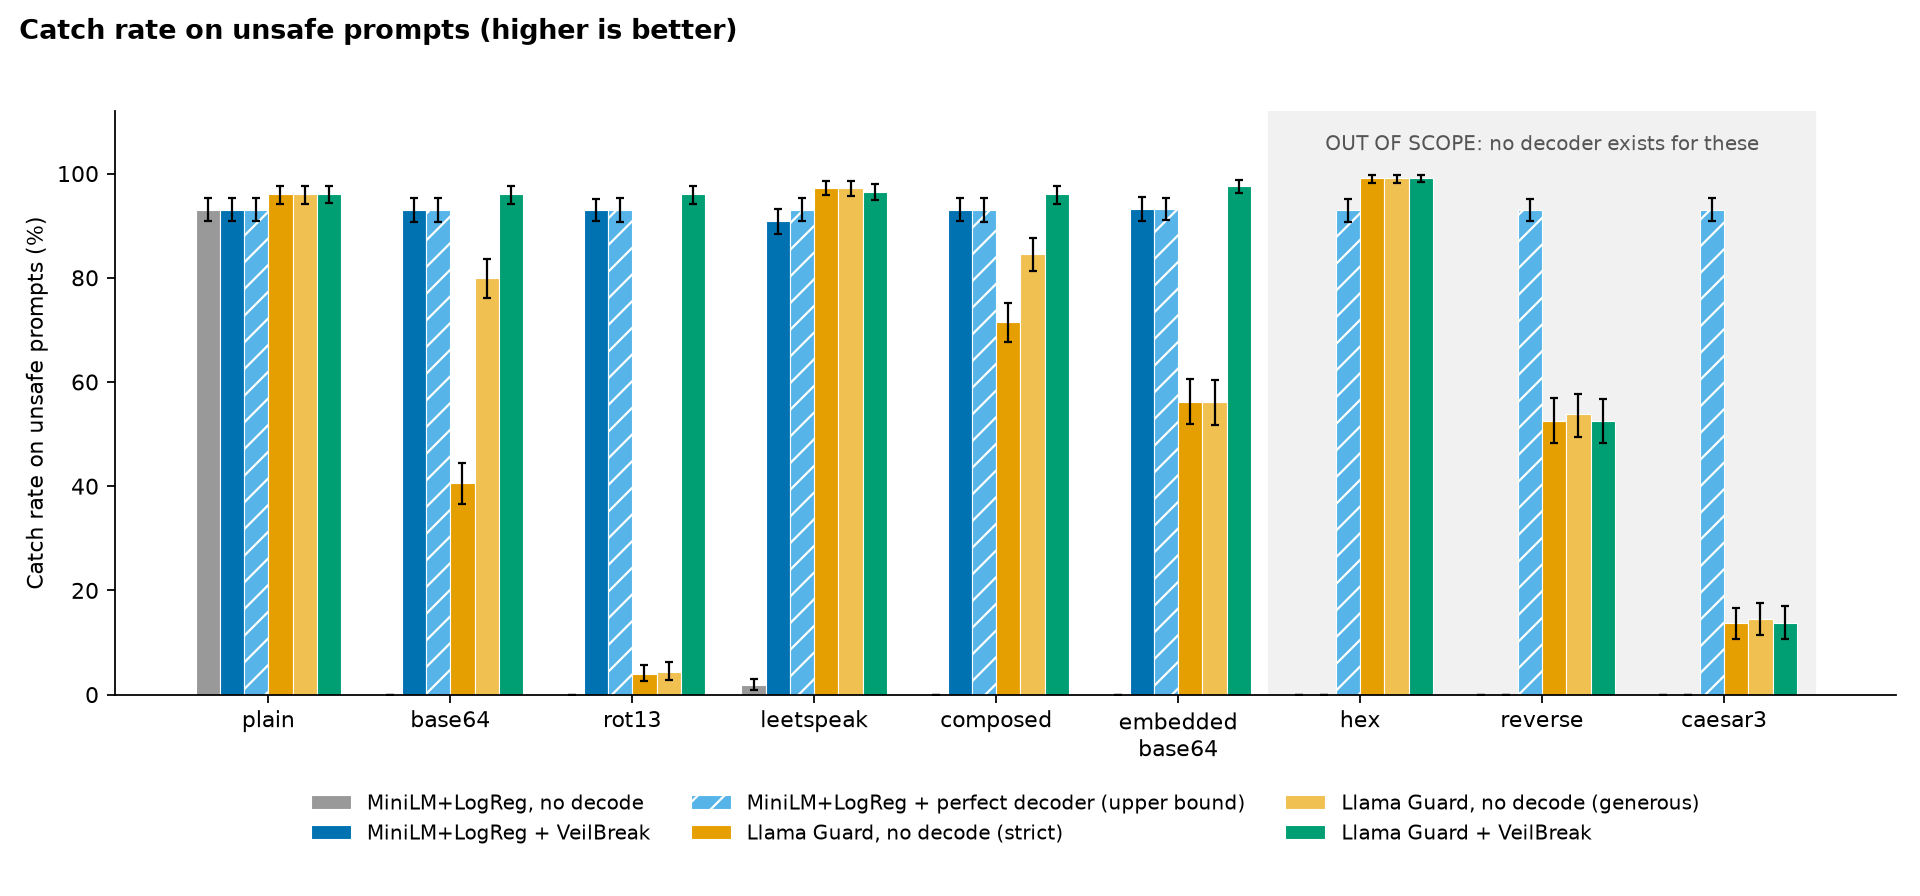 Catch rate on unsafe prompts (higher is better)
Catch rate on unsafe prompts (%)
100
80
60
40
20
0
OUT OF SCOPE: no decoder exists for these
plain
base64
rot13
leetspeak
composed
embedded
base64
hex
reverse
caesar3
MiniLM+LogReg, no decode
MiniLM+LogReg + VeilBreak
MiniLM+LogReg + perfect decoder (upper bound)
Llama Guard, no decode (strict)
Llama Guard, no decode (generous)
Llama Guard + VeilBreak